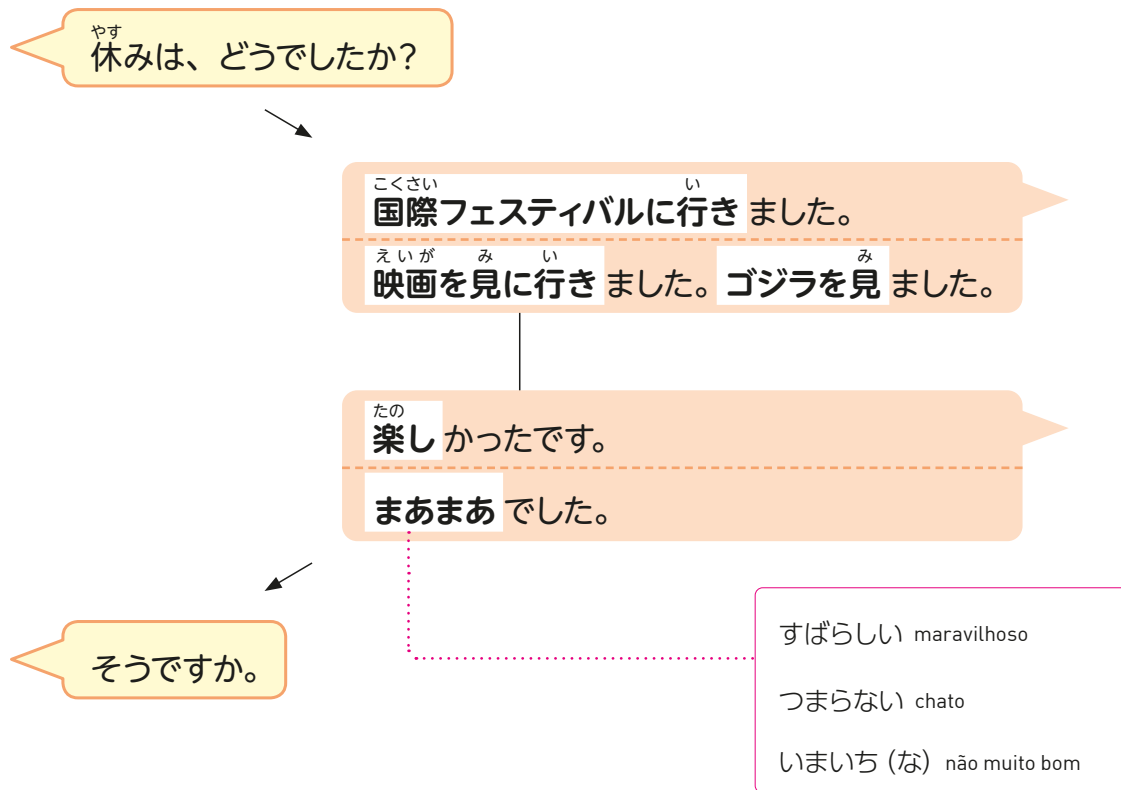 やす
休みは、どうでしたか?
こくさい い
国際フェスティバルに行き ました。
えいが み い み
映画を見に行き ました。 ゴジラを見 ました。
たの
楽し かったです。
まあまあ でした。
そうですか。
すばらしい maravilhoso
つまらない chato
いまいち (な) não muito bom